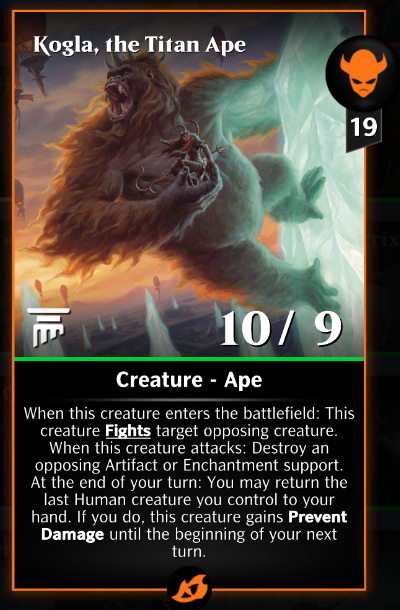 Kogla, the Titan Ape
19
10/ 9
Creature - Ape
When this creature enters the battlefield: This
creature Fights target opposing creature.
When this creature attacks: Destroy an
opposing Artifact or Enchantment support.
At the end of your turn: You may return the
last Human creature you control to your
hand. If you do, this creature gains Prevent
Damage until the beginning of your next
turn.